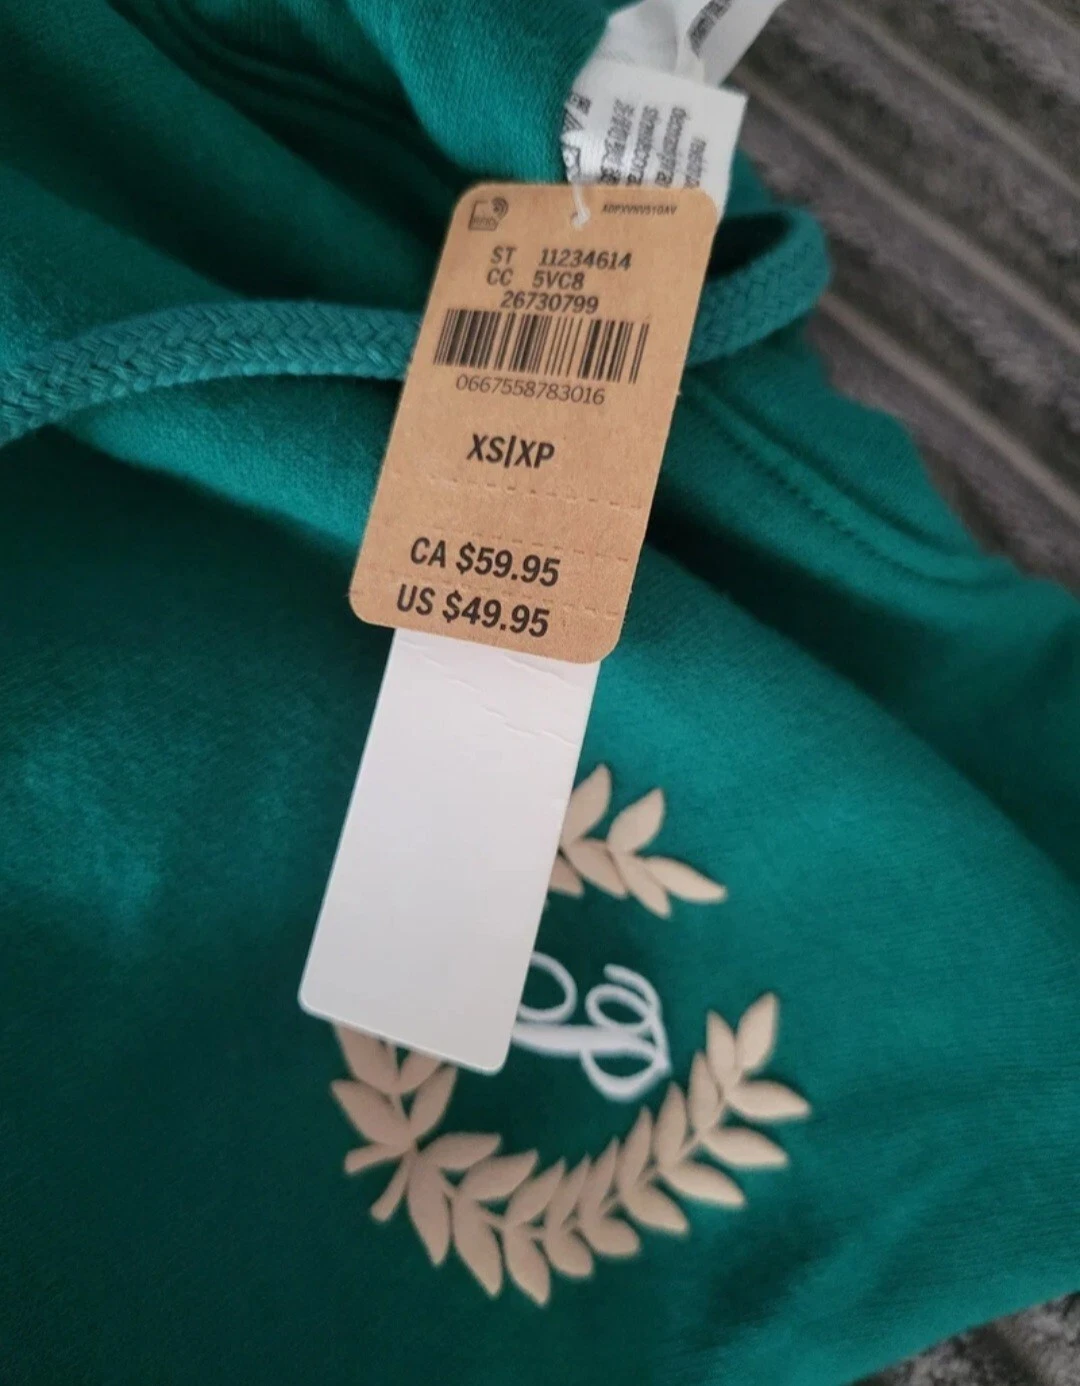 ST 11234614
CC 5VC8
26730799
0667558783016
XS|XP
CA $59.95
US $49.95